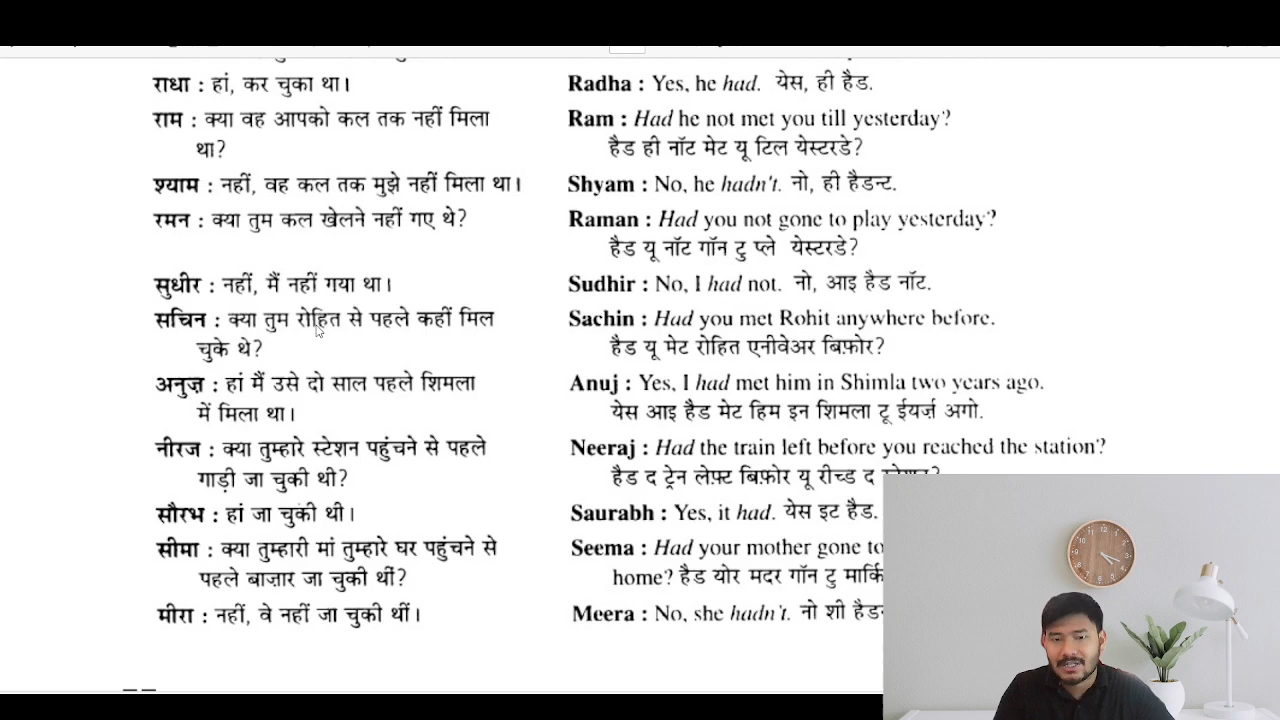 राधा : हां, कर चुका था।
राम : क्या वह आपको कल तक नहीं मिला
था?
श्याम : नहीं, वह कल तक मुझे नहीं मिला था।
रमन : क्या तुम कल खेलने नहीं गए थे?
सुधीर : नहीं, मैं नहीं गया था।
सचिन : क्या तुम रोहित से पहले कहीं मिल
चुके थे?
अनुज़ : हां मैं उसे दो साल पहले शिमला
में मिला था।
नीरज : क्या तुम्हारे स्टेशन पहुंचने से पहले
गाड़ी जा चुकी थी?
सौरभ : हां जा चुकी थी।
सीमा : क्या तुम्हारी मां तुम्हारे घर पहुंचने से
पहले बाज़ार जा चुकी थीं?
मीरा : नहीं, वे नहीं जा चुकी थीं।
Radha : Yes, he had. येस, ही हैड.
Ram : Had he not met you till yesterday?
हैड ही नॉट मेट यू टिल येस्टरडे?
Shyam : No, he hadn't. नो, ही हैडन्ट.
Raman : Had you not gone to play yesterday?
हैड यू नॉट गॉन टु प्ले येस्टरडे?
Sudhir : No, I had not. नो, आइ हैड नॉट.
Sachin : Had you met Rohit anywhere before.
हैड यू मेट रोहित एनीवेअर बिफ़ोर?
Anuj : Yes, I had met him in Shimla two years ago.
येस आइ हैड मेट हिम इन शिमला टू ईयर्ज़ अगो.
Neeraj : Had the train left before you reached the station?
हैड द ट्रेन लेफ़्ट बिफ़ोर यू रीच्ड द
Saurabh : Yes, it had. येस इट हैड.
Seema : Had your mother gone to
home? हैड योर मदर गॉन टु
Meera : No, she hadn't. नो शी